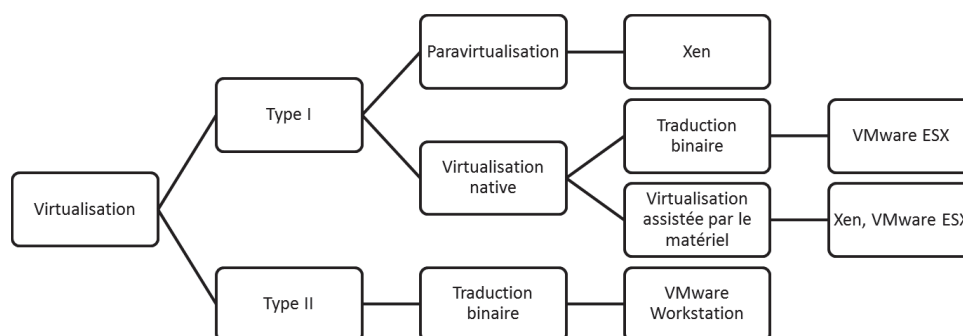 Paravirtualisation
Xen
Type I
Traduction
binaire
VMware ESX
Virtualisation
native
Virtualisation
Virtualisation
assistée par le
matériel
Xen, VMware ESX
Type II
Traduction
binaire
VMware
Workstation